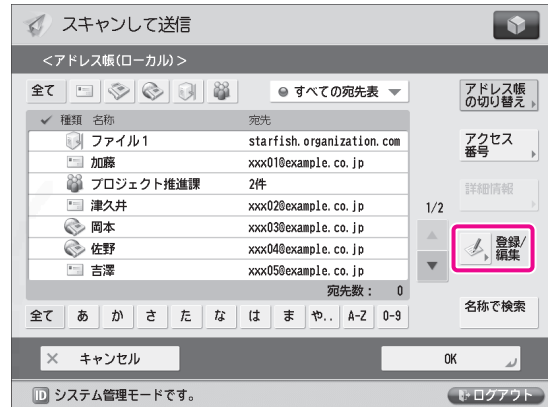 スキャンして送信
<アドレス帳(ローカル)>
全て
すべての宛先表
アドレス帳
の切り替え
種類 名称 宛先
ファイル1 starfish.organization.com
加藤 xxx01@example.co.jp
プロジェクト推進課 2件
津久井 xxx02@example.co.jp
岡本 xxx03@example.co.jp
佐野 xxx04@example.co.jp
吉澤 xxx05@example.co.jp
宛先数: 0
アクセス
番号
詳細情報
1/2
登録/
編集
名称で検索
全て あ か さ た な は ま や.. A-Z 0-9
キャンセル
OK
ID システム管理モードです。
ログアウト